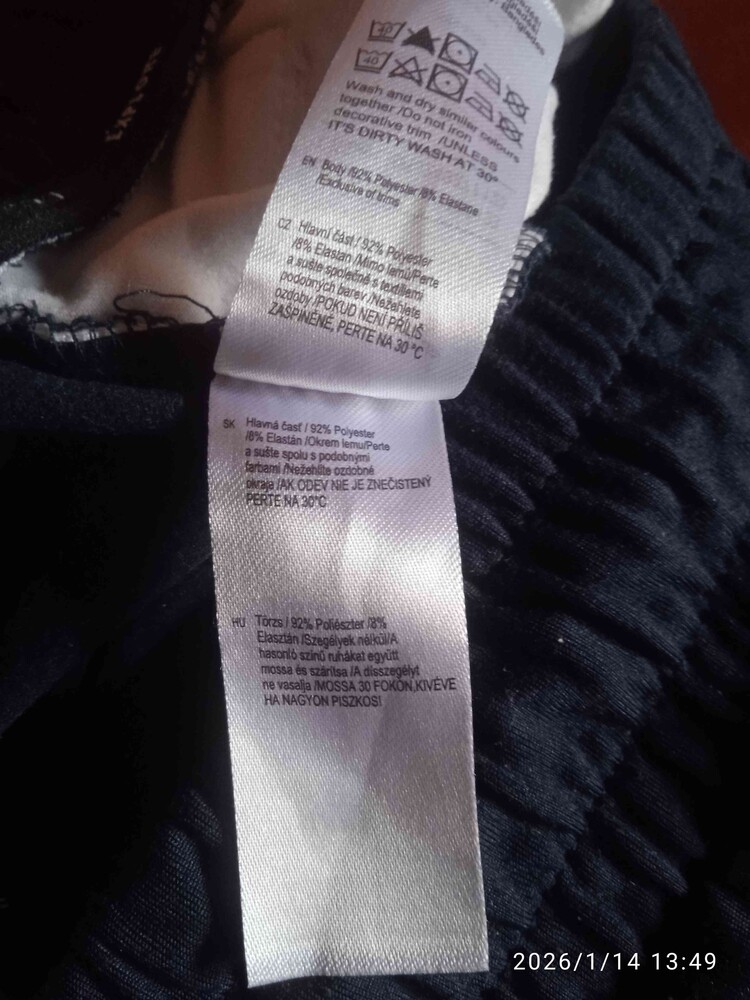 Bangladesh
40
40
Wash and dry similar colours
together /Do not iron
decorative trim /UNLESS
IT'S DIRTY WASH AT 30°
EN Body /92% Polyester /8% Elastane
/Exclusive of trims
CZ Hlavní část / 92% Polyester
/8% Elastan /Mimo lemů/Perte
a sušte společně s textiliemi
podobných barev /Nežehlete
ozdoby /POKUD NENÍ PŘÍLIŠ
ZAŠPINĚNÉ, PERTE NA 30 °C
SK Hlavná časť / 92% Polyester
/8% Elastán /Okrem lemu/Perte
a sušte spolu s podobnými
farbami /Nežehlite ozdobné
okraje /AK ODEV NIE JE ZNEČISTENÝ
PERTE NA 30°C
HU Törzs / 92% Poliészter /8%
Elasztán /Szegélyek nélkül/A
hasonló színű ruhákat együtt
mossa és szárítsa /A díszsegélyt
ne vasalja /MOSSA 30 FOKON,KIVÉVE
HA NAGYON PISZKOS!
2026/1/14 13:49